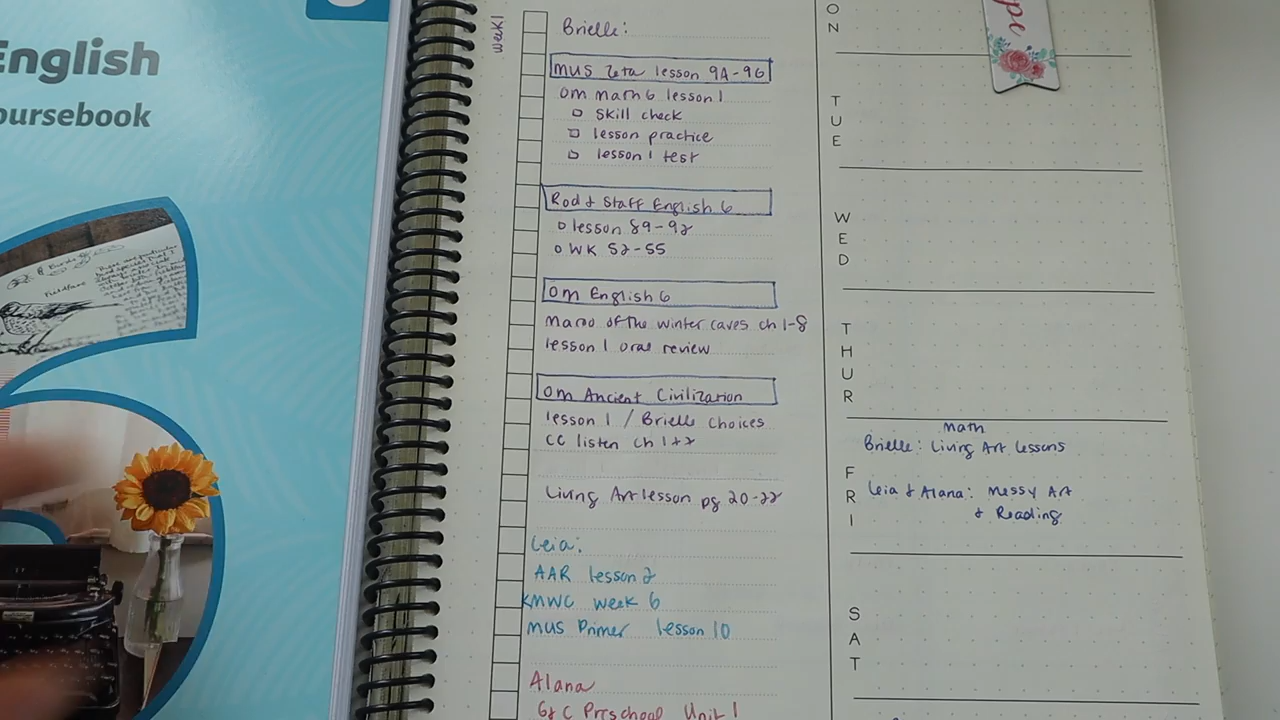 English
oursebook
week 1
Brielle:
MUS Zeta lesson 9A-9G
OM math 6 lesson 1
skill check
lesson practice
lesson 1 test
Rod & Staff English 6
lesson 89-92
WK 52-55
OM English 6
Maroo of the winter caves ch 1-8
lesson 1 oral review
OM Ancient Civilization
lesson 1 / Brielle choices
CC listen ch 1+2
Living Art lesson pg 20-22
Leia:
AAR lesson 2
KMWC week 6
MUS Primer lesson 10
Alana
G&C Preschool Unit 1
ON
TUE
WED
THUR
FRI
math
Brielle: Living Art lessons
Leia & Alana: Messy Art
& Reading
SAT